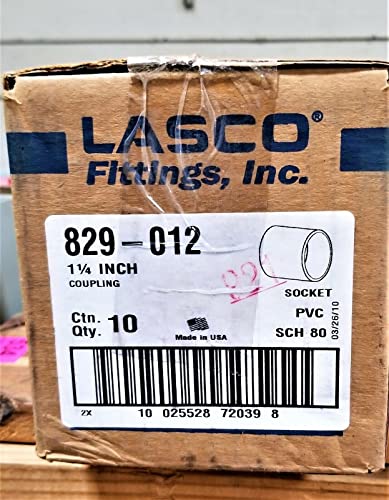 LASCO®
Fittings, Inc.
829-012
1¼ INCH
COUPLING
SOCKET
Ctn. Qty. 10
PVC
SCH 80
03/26/10
Made in USA
2X
10 025528 72039 8